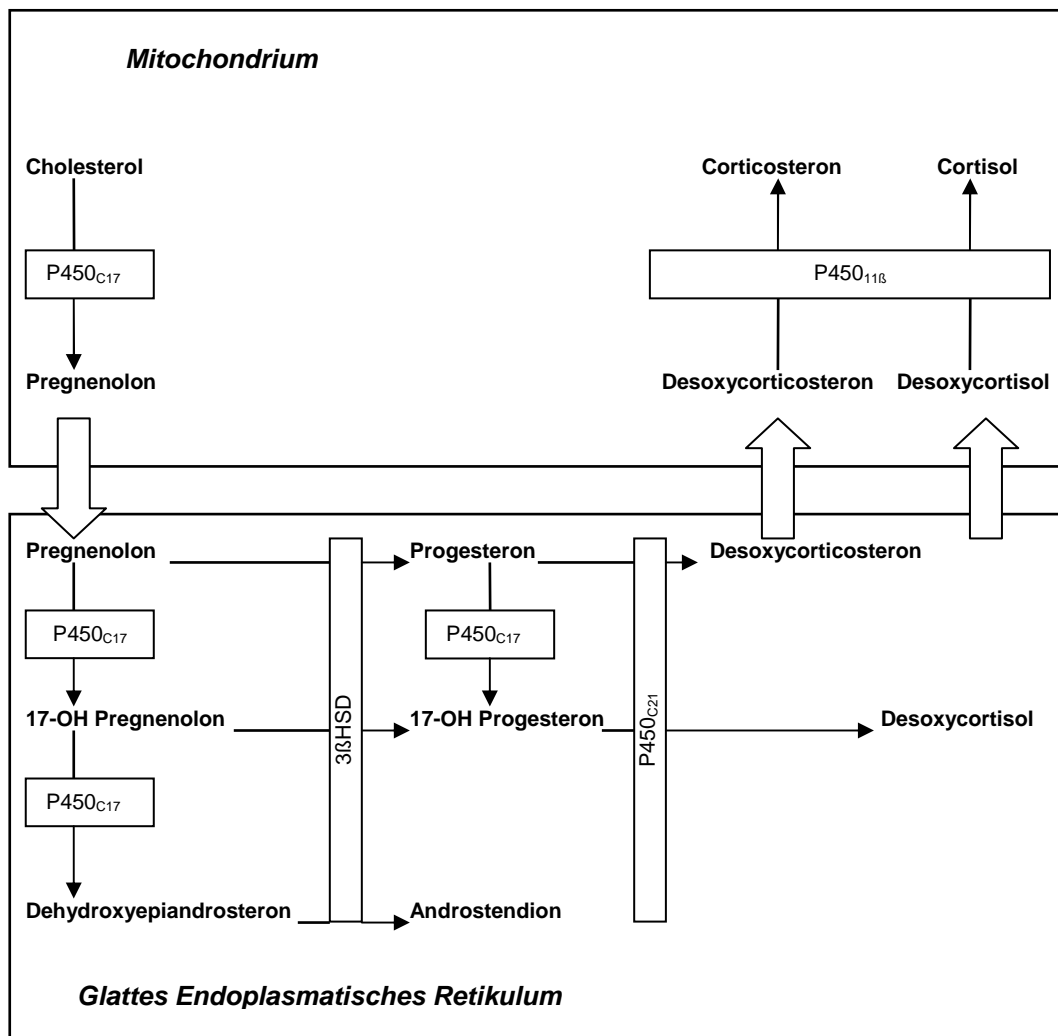 Mitochondrium
Cholesterol
Corticosteron
Cortisol
P450C17
P45011ß
Pregnenolon
Desoxycorticosteron
Desoxycortisol
Pregnenolon
Progesteron
Desoxycorticosteron
P450C17
P450C17
17-OH Pregnenolon
3ßHSD
17-OH Progesteron
P450C21
Desoxycortisol
P450C17
Dehydroxyepiandrosteron
Androstendion
Glattes Endoplasmatisches Retikulum